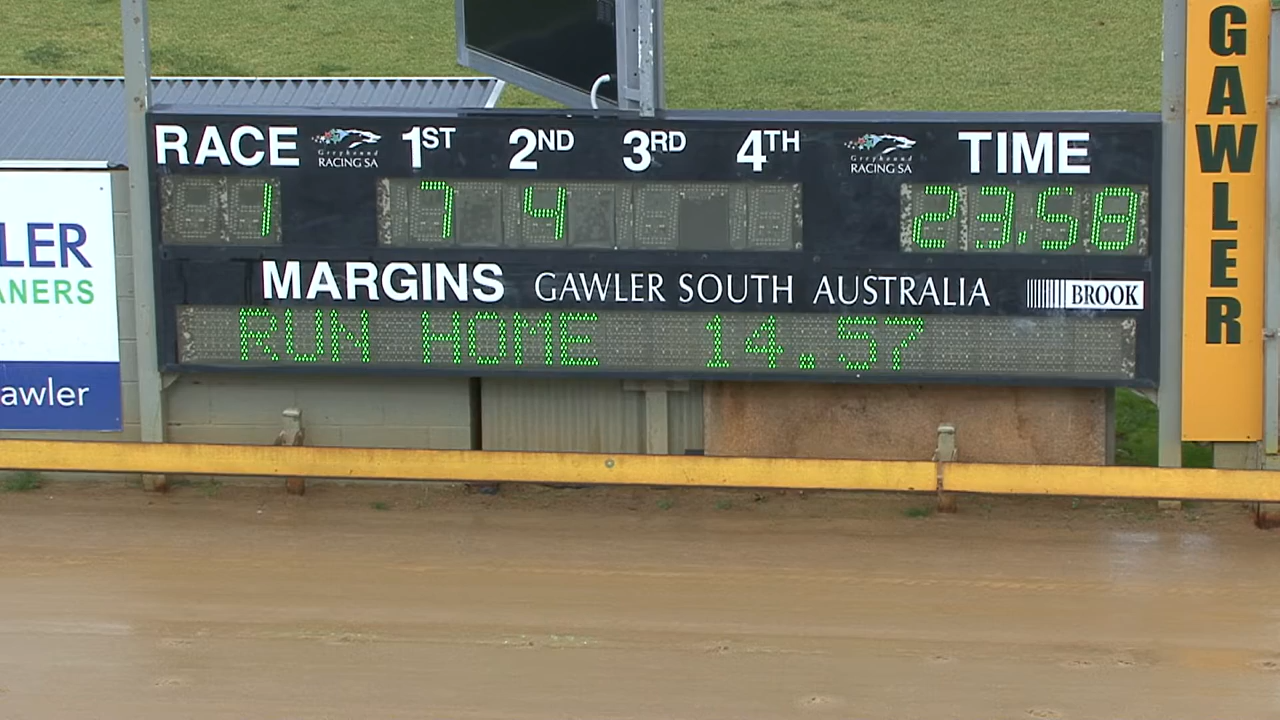 RACE Greyhound RACING SA 1ST 2ND 3RD 4TH Greyhound RACING SA TIME
1 7 4 23.58
MARGINS GAWLER SOUTH AUSTRALIA BROOK
RUN HOME 14.57
GAWLER
LER
ANERS
awler